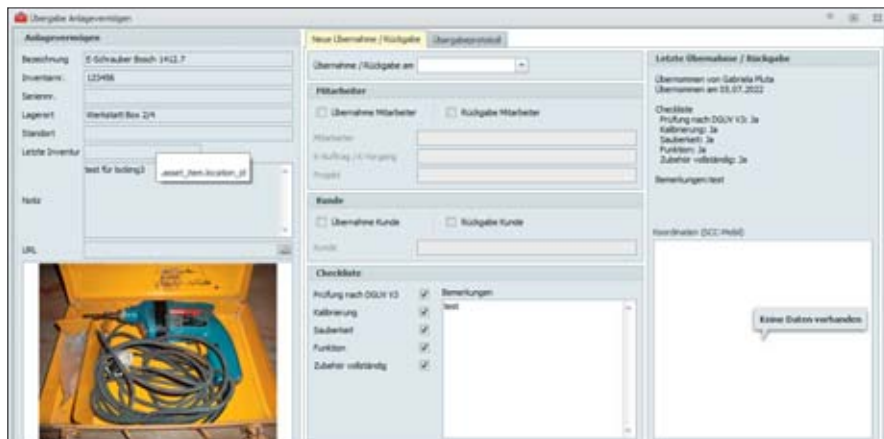 Übergabe Anlagevermögen
Anlagevermögen
Bezeichnung E-Schrauber Bosch 1412.7
Inventarnr. 123456
Seriennr.
Lagerort Werkstatt Box 2/4
Standort
Letzte Inventur
asset_item.location_id
Notiz test für
URL
Neue Übernahme / Rückgabe
Übergabeprotokoll
Übernahme / Rückgabe am
Mitarbeiter
Übernahme Mitarbeiter Rückgabe Mitarbeiter
Mitarbeiter
K-Auftrag / K-Vorgang
Projekt
Kunde
Übernahme Kunde Rückgabe Kunde
Kunde
Checkliste
Prüfung nach DGUV V3
Kalibrierung
Sauberkeit
Funktion
Zubehör vollständig
Bemerkungen
test
Letzte Übernahme / Rückgabe
Übernommen von Gabriela Pluta
Übernommen am 05.07.2022
Checkliste
Prüfung nach DGUV V3: Ja
Kalibrierung: Ja
Sauberkeit: Ja
Funktion: Ja
Zubehör vollständig: Ja
Bemerkungen:test
Koordinaten (SCC-Mobil)
Keine Daten vorhanden